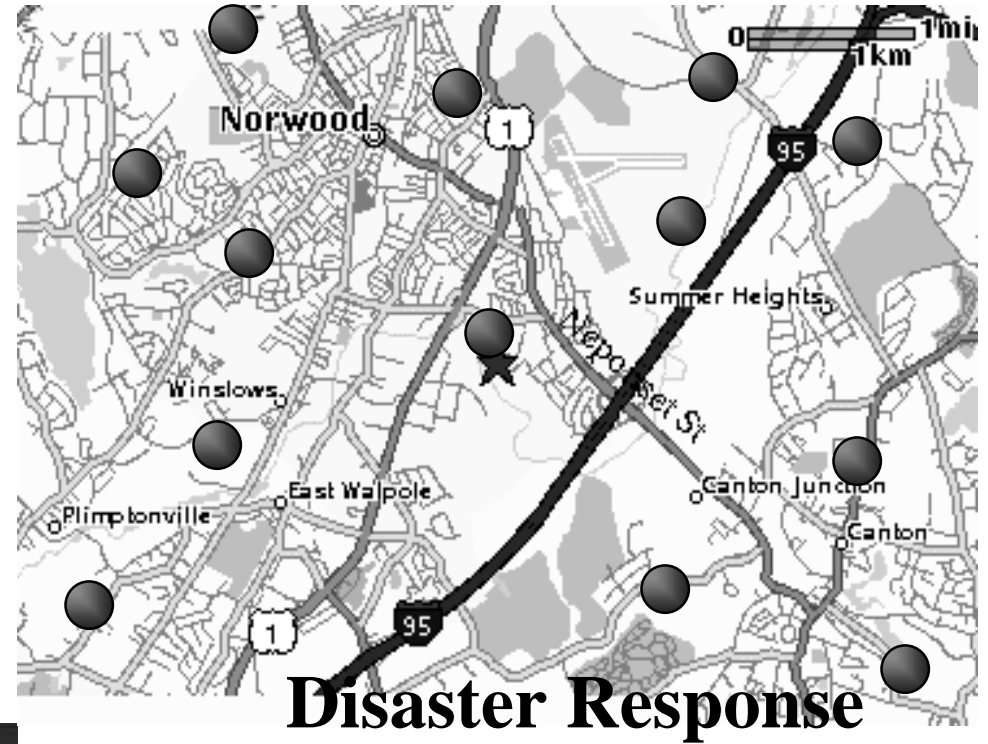 0 1mi
1km
Norwood
1
95
Summer Heights
Neponset St
Winslows
East Walpole
Canton Junction
Plimptonville
Canton
1
95
Disaster Response